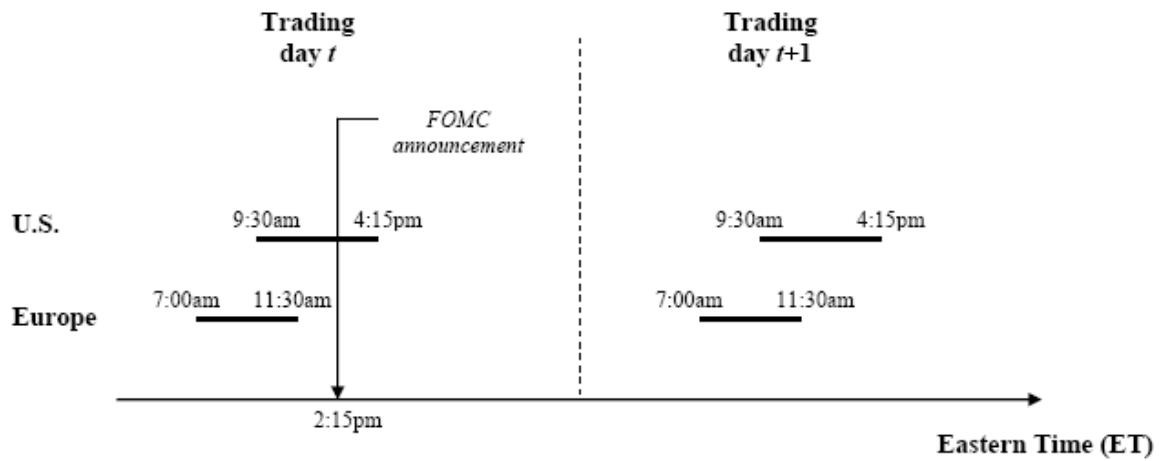 Trading
day t
Trading
day t+1
FOMC
announcement
U.S.
9:30am 4:15pm
9:30am 4:15pm
Europe
7:00am 11:30am
7:00am 11:30am
2:15pm
Eastern Time (ET)